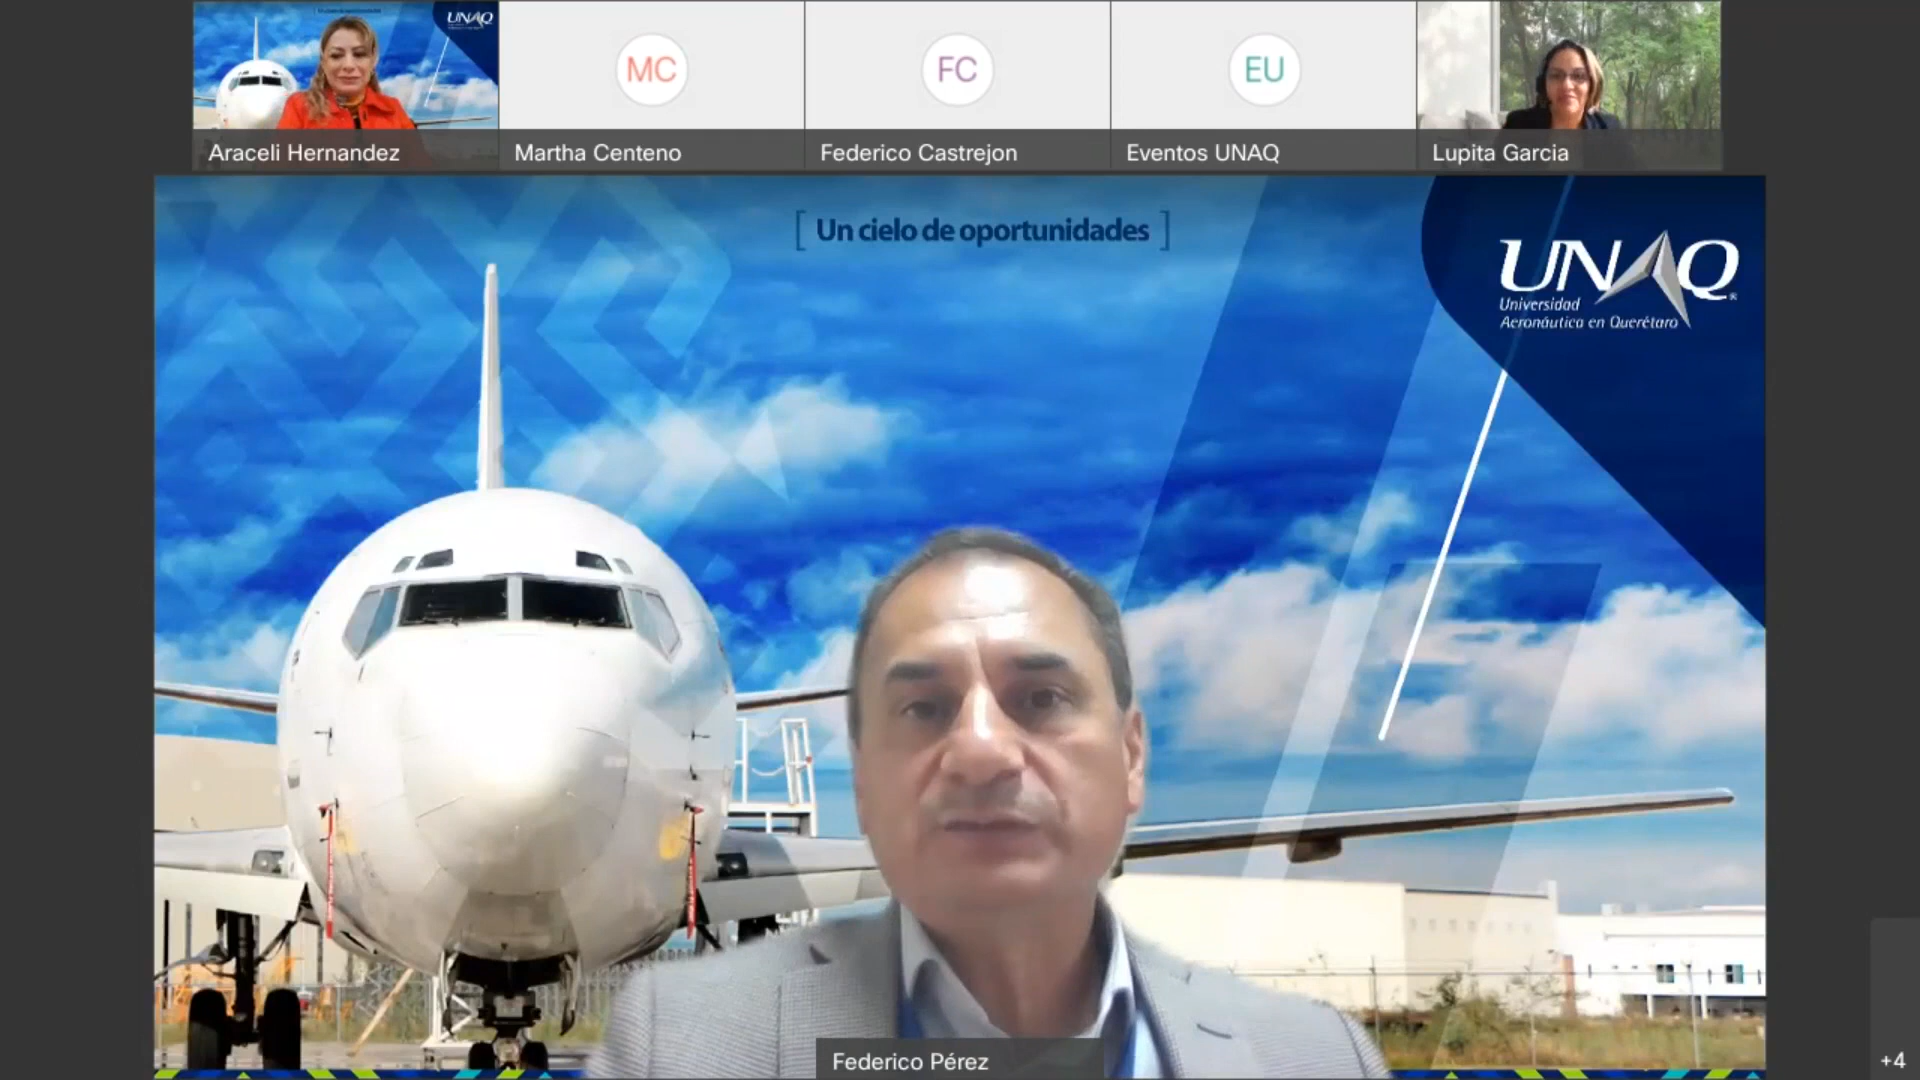 UNAQ
MC
FC
EU
Araceli Hernandez
Martha Centeno
Federico Castrejon
Eventos UNAQ
Lupita Garcia
[ Un cielo de oportunidades ]
UNAQ®
Universidad
Aeronáutica en Querétaro
Federico Pérez
+4